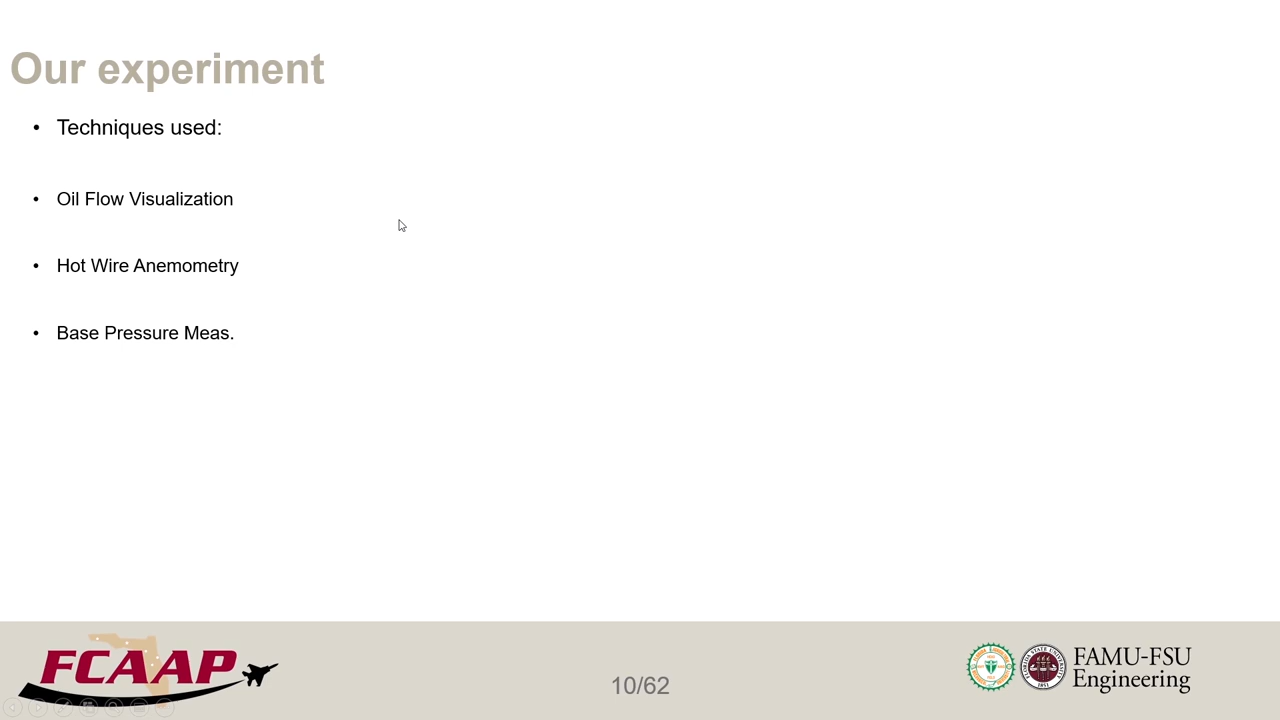 Our experiment
• Techniques used:
• Oil Flow Visualization
• Hot Wire Anemometry
• Base Pressure Meas.
FCAAP
10/62
FAMU-FSU
Engineering